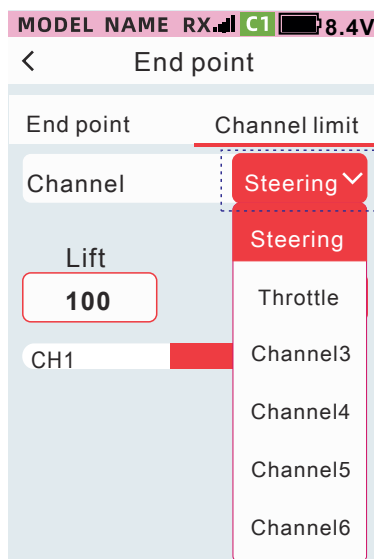 MODEL NAME RX C1 8.4V
< End point
End point Channel limit
Channel Steering
Steering
Lift
100 Throttle
CH1 Channel3
Channel4
Channel5
Channel6